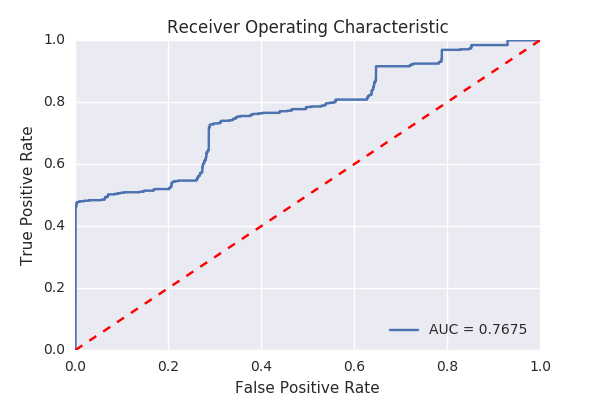 Receiver Operating Characteristic
1.0
0.8
0.6
0.4
0.2
0.0
True Positive Rate
AUC = 0.7675
0.0 0.2 0.4 0.6 0.8 1.0
False Positive Rate